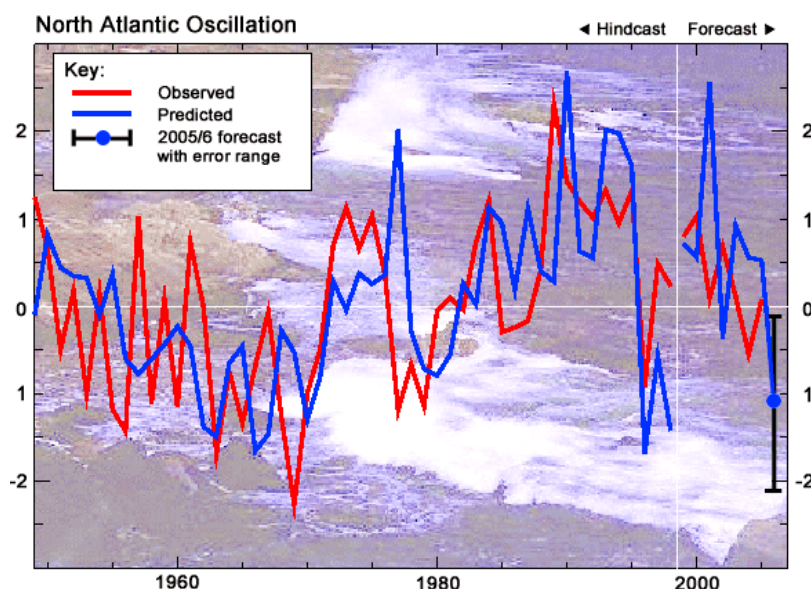 North Atlantic Oscillation
◄ Hindcast Forecast ►
Key:
Observed
Predicted
2005/6 forecast
with error range
2 2
1 1
0 0
1 1
-2 -2
1960 1980 2000